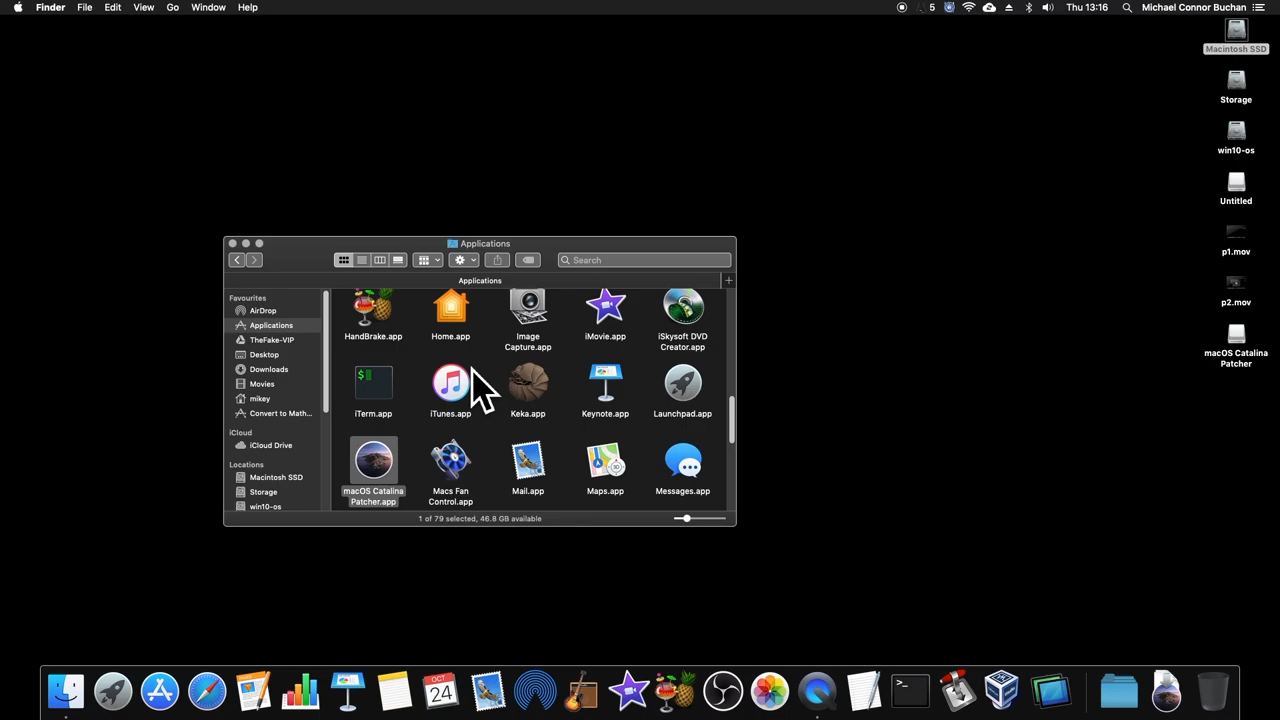 Finder File Edit View Go Window Help
5 Thu 13:16 Michael Connor Buchan
Macintosh SSD
Storage
win10-os
Untitled
p1.mov
p2.mov
macOS Catalina
Patcher
Applications
Search
Applications
Favourites
AirDrop
Applications
TheFake-VIP
Desktop
Downloads
Movies
mikey
Convert to Math...
iCloud
iCloud Drive
Locations
Macintosh SSD
Storage
win10-os
HandBrake.app
Home.app
Image
Capture.app
iMovie.app
iSkysoft DVD
Creator.app
iTerm.app
iTunes.app
Keka.app
Keynote.app
Launchpad.app
macOS Catalina
Patcher.app
Macs Fan
Control.app
Mail.app
Maps.app
Messages.app
1 of 79 selected, 46.8 GB available
OCT
24